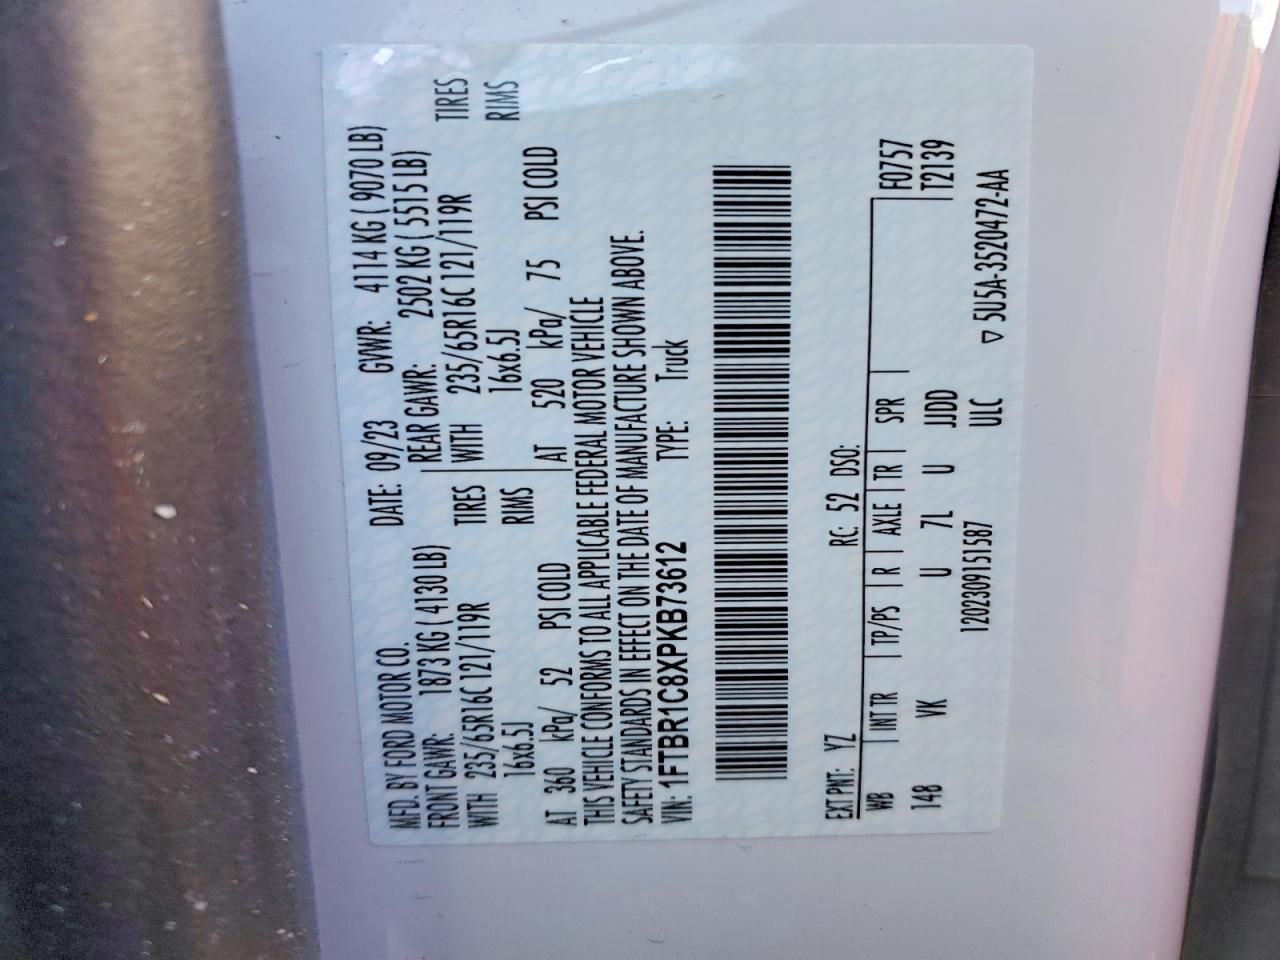 MFD. BY FORD MOTOR CO.
DATE: 09/23 GVWR: 4114 KG ( 9070 LB)
FRONT GAWR: 1873 KG ( 4130 LB) REAR GAWR: 2502 KG ( 5515 LB)
WITH 235/65R16C 121/119R TIRES WITH 235/65R16C 121/119R TIRES
16x6.5J RIMS 16x6.5J RIMS
AT 360 kPa/ 52 PSI COLD AT 520 kPa/ 75 PSI COLD
THIS VEHICLE CONFORMS TO ALL APPLICABLE FEDERAL MOTOR VEHICLE
SAFETY STANDARDS IN EFFECT ON THE DATE OF MANUFACTURE SHOWN ABOVE.
VIN: 1FTBR1C8XPKB73612 TYPE: Truck
EXT PNT: YZ RC: 52 DSO:
WB INT TR TP/PS R AXLE TR SPR F0757
148 VK U 7L U JJDD T2139
120230915158​7 ULC ▽ 5U5A-3520472-AA